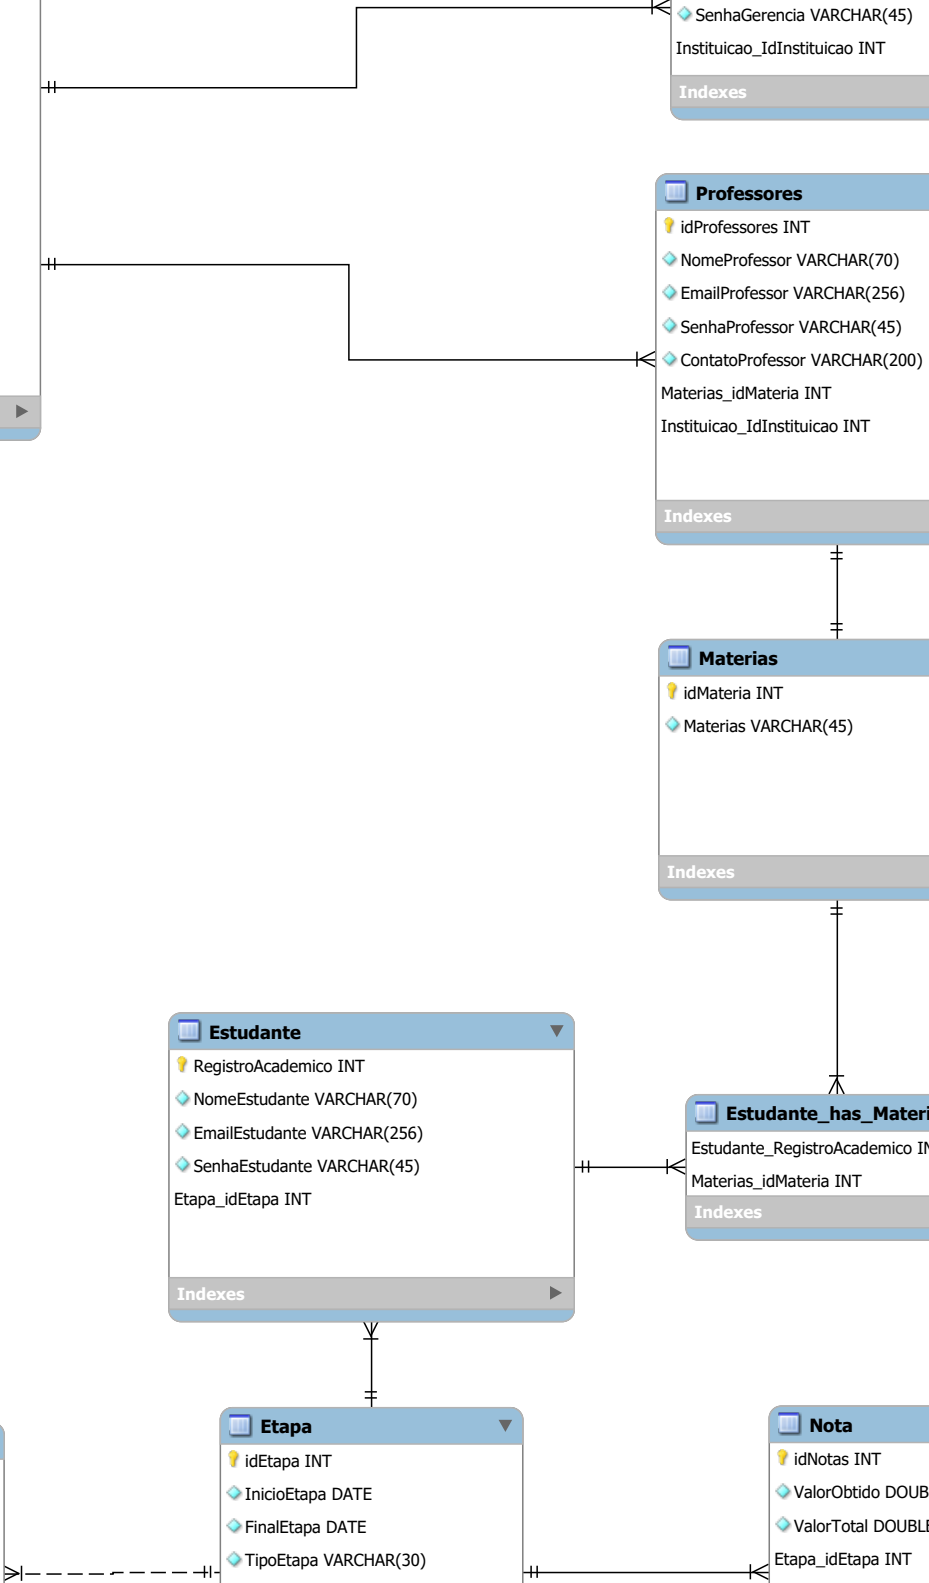 SenhaGerencia VARCHAR(45)
Instituicao_IdInstituicao INT
Indexes
Professores
idProfessores INT
NomeProfessor VARCHAR(70)
EmailProfessor VARCHAR(256)
SenhaProfessor VARCHAR(45)
ContatoProfessor VARCHAR(200)
Materias_idMateria INT
Instituicao_IdInstituicao INT
Indexes
Materias
idMateria INT
Materias VARCHAR(45)
Indexes
Estudante
RegistroAcademico INT
NomeEstudante VARCHAR(70)
EmailEstudante VARCHAR(256)
SenhaEstudante VARCHAR(45)
Etapa_idEtapa INT
Indexes
Estudante_has_Materi
Estudante_RegistroAcademico IN
Materias_idMateria INT
Indexes
Etapa
idEtapa INT
InicioEtapa DATE
FinalEtapa DATE
TipoEtapa VARCHAR(30)
Nota
idNotas INT
ValorObtido DOUB
ValorTotal DOUBLE
Etapa_idEtapa INT